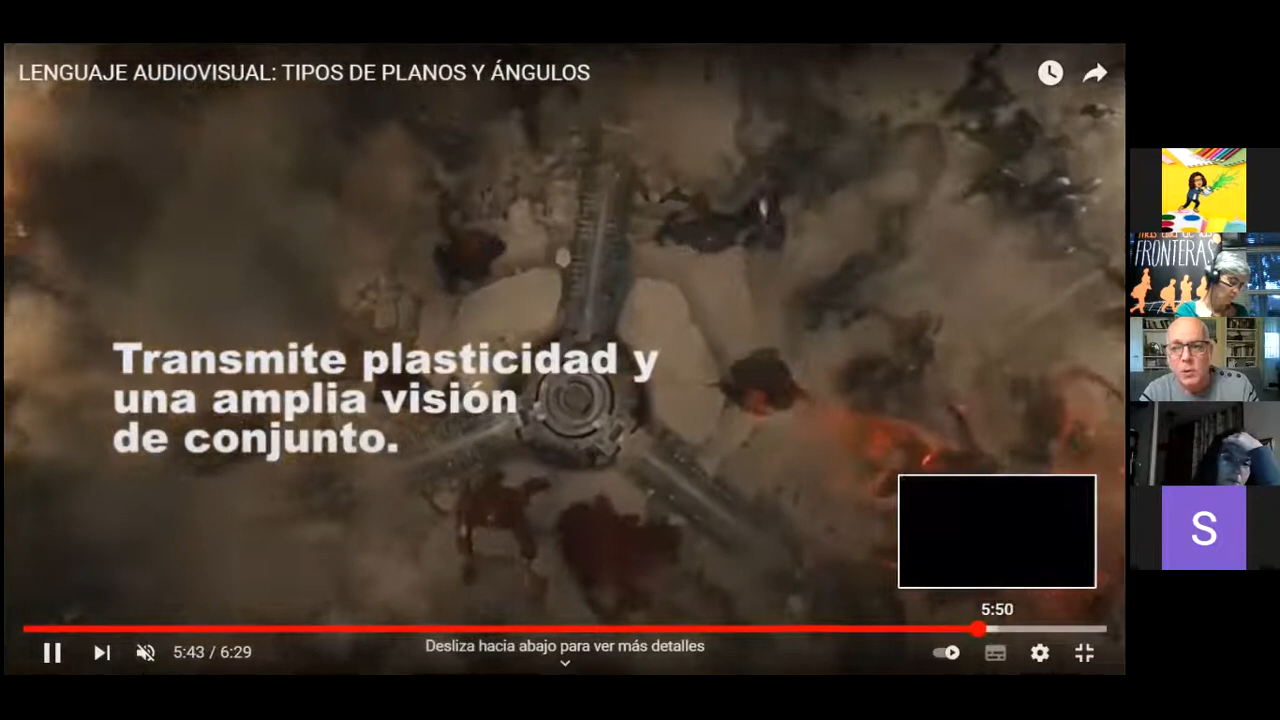 LENGUAJE AUDIOVISUAL: TIPOS DE PLANOS Y ÁNGULOS
Transmite plasticidad y
una amplia visión
de conjunto.
5:50
5:43 / 6:29
Desliza hacia abajo para ver más detalles
FRONTERAS
S